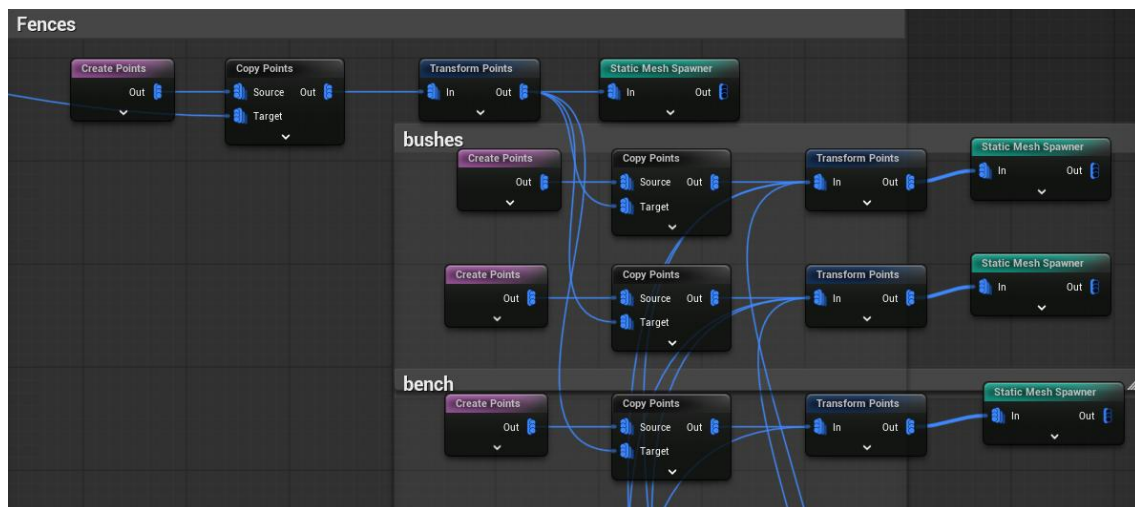 Fences
Create Points
Out
Copy Points
Source Out
Target
Transform Points
In Out
Static Mesh Spawner
In Out
bushes
Create Points
Out
Copy Points
Source Out
Target
Transform Points
In Out
Static Mesh Spawner
In Out
Create Points
Out
Copy Points
Source Out
Target
Transform Points
In Out
Static Mesh Spawner
In Out
bench
Create Points
Out
Copy Points
Source Out
Target
Transform Points
In Out
Static Mesh Spawner
In Out